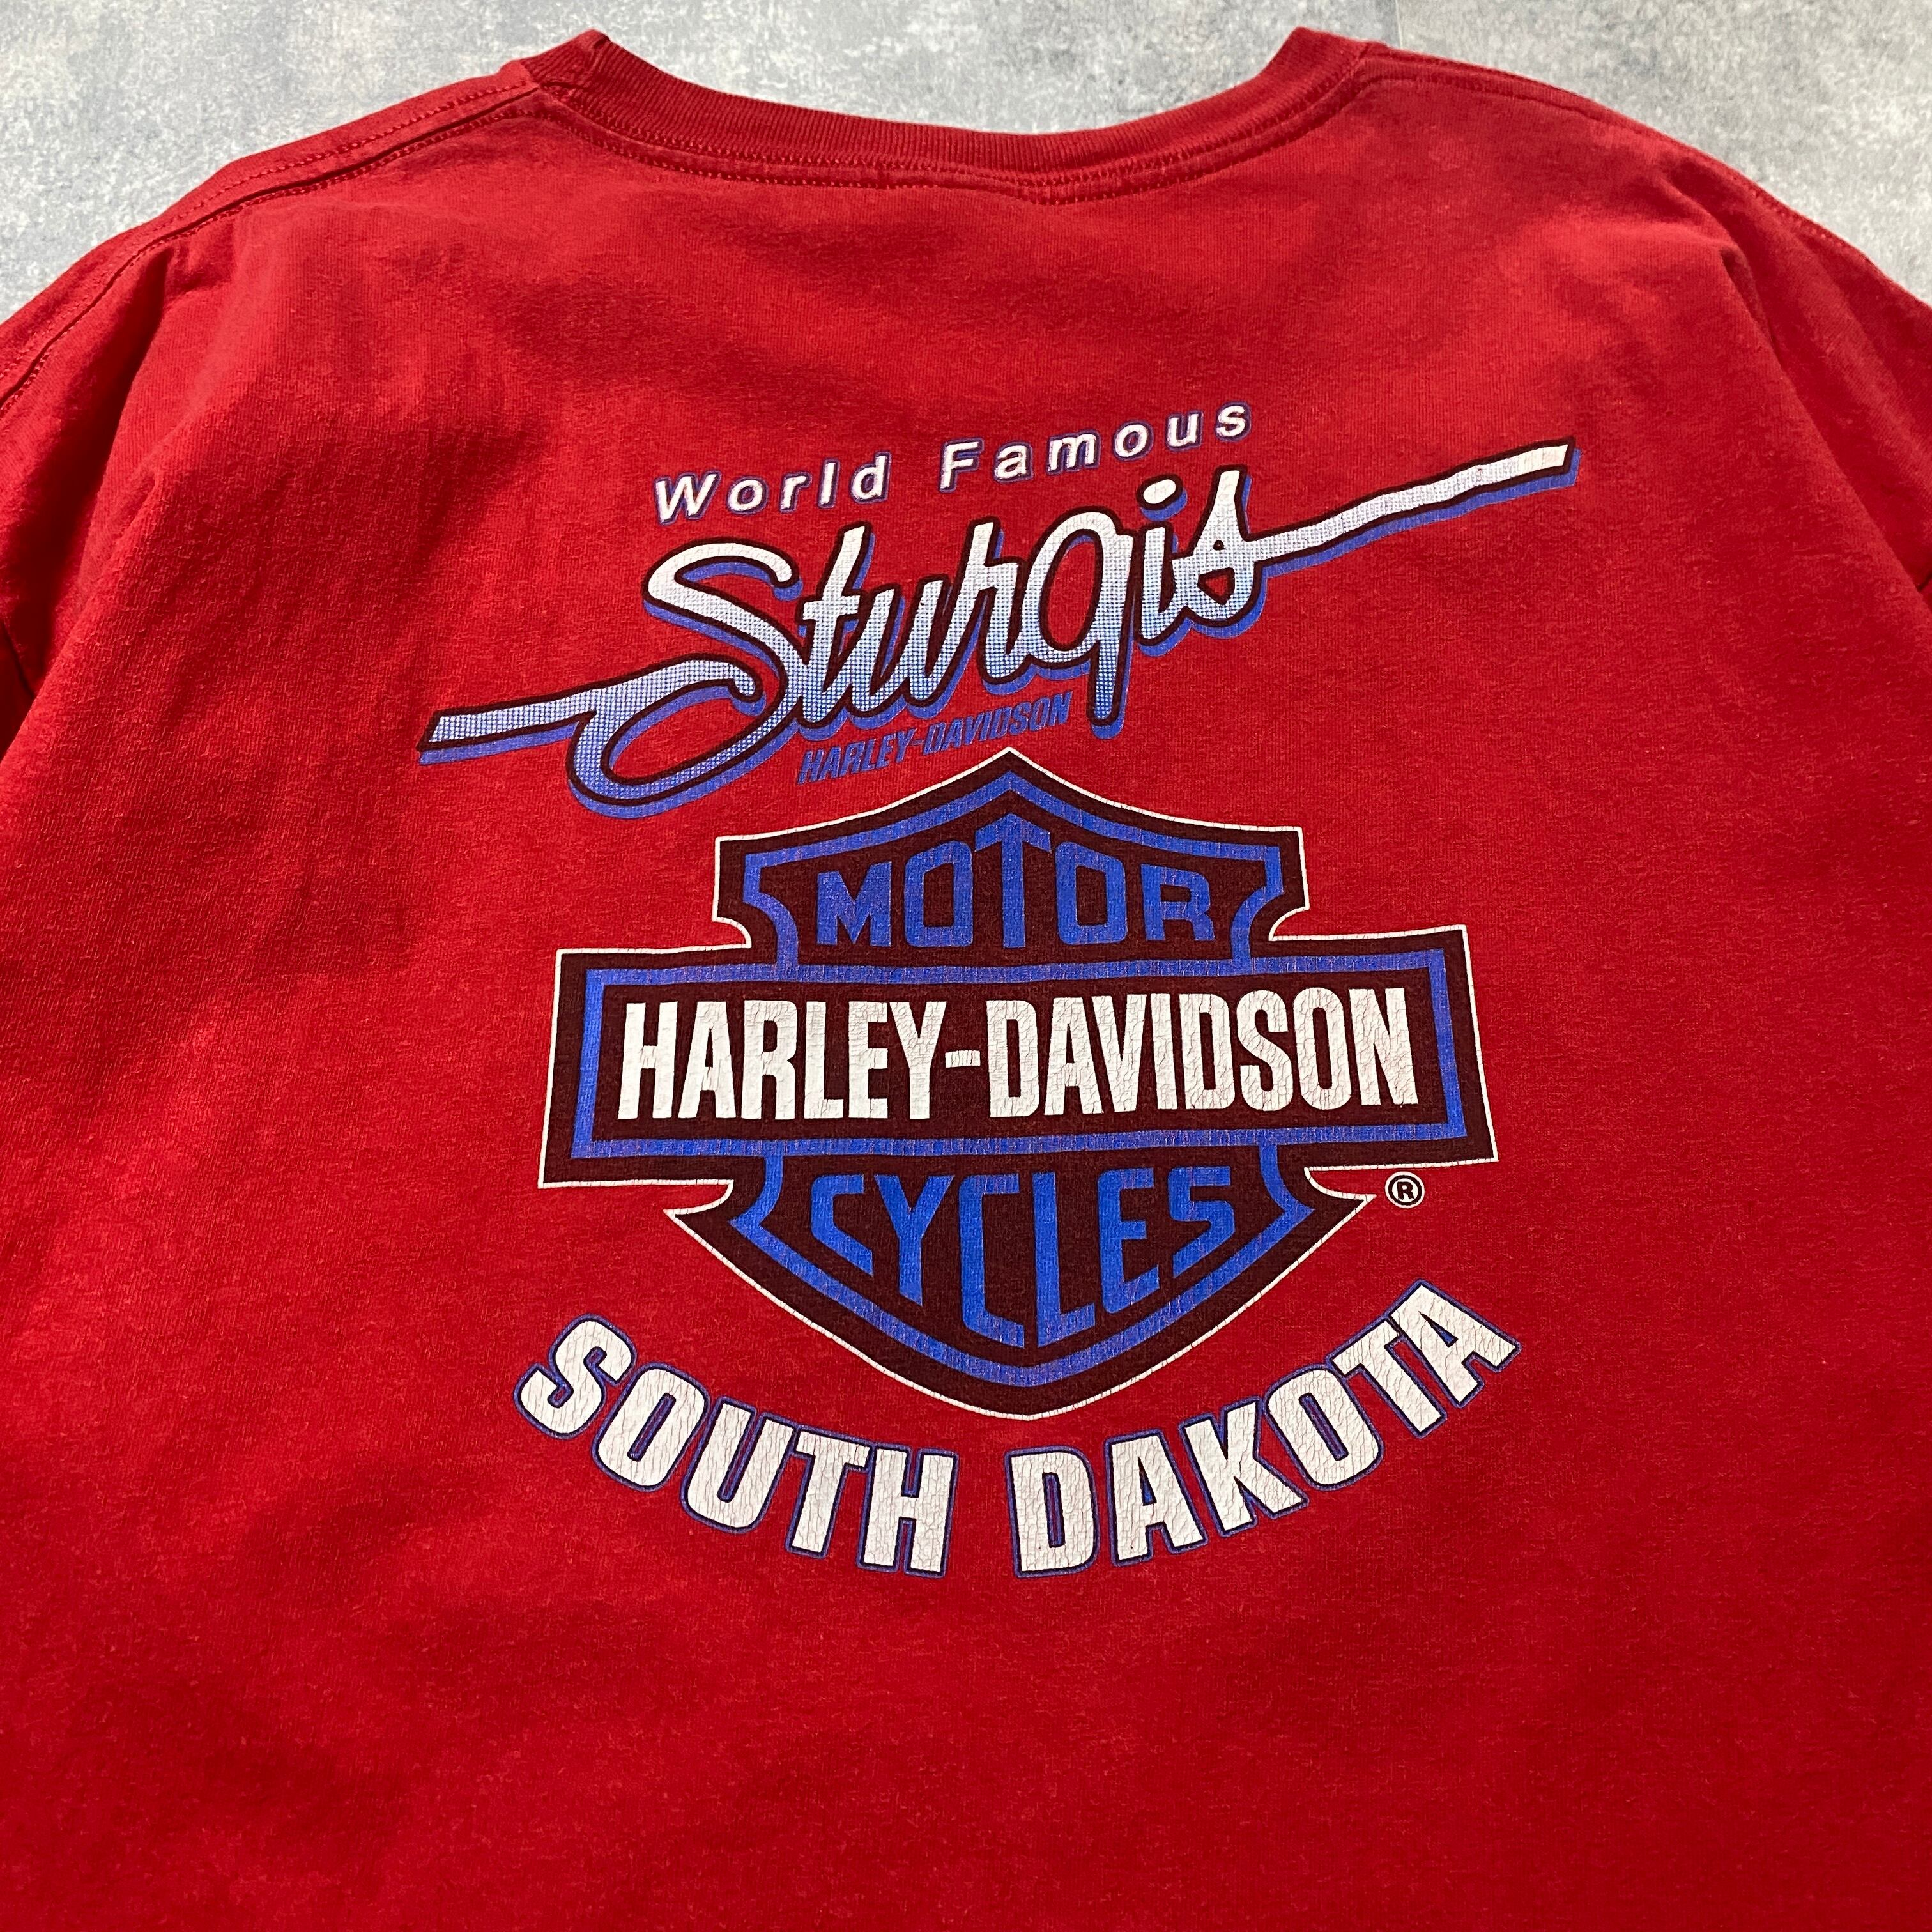 World Famous
Sturgis
HARLEY-DAVIDSON
MOTOR
HARLEY-DAVIDSON
CYCLES
®
SOUTH DAKOTA